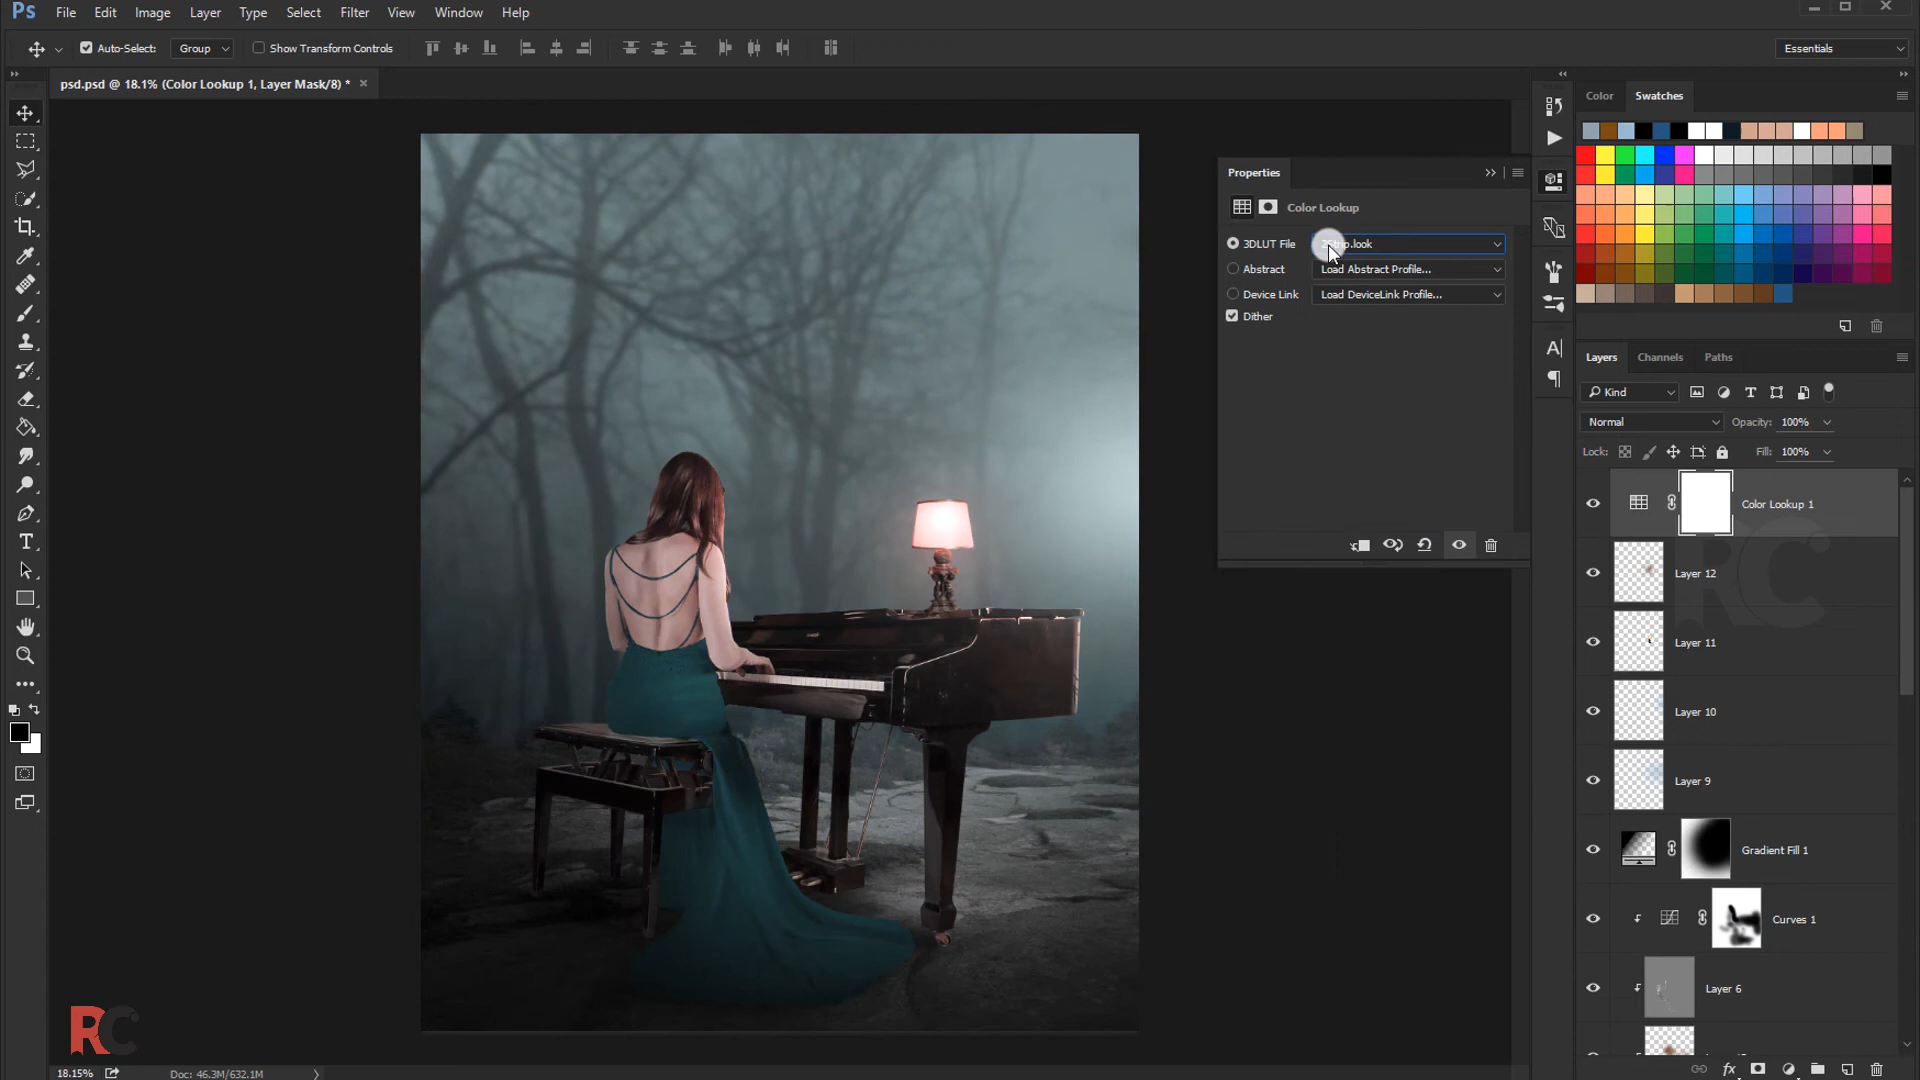 Ps File Edit Image Layer Type Select Filter View Window Help
Auto-Select: Group Show Transform Controls Essentials
psd.psd @ 18.1% (Color Lookup 1, Layer Mask/8) * ×
Color Swatches
Properties
Color Lookup
3DLUT File
Abstract Load Abstract Profile...
Device Link Load DeviceLink Profile...
Dither
Layers Channels Paths
Kind
Normal Opacity: 100%
Lock: Fill: 100%
Color Lookup 1
Layer 12
Layer 11
Layer 10
Layer 9
Gradient Fill 1
Curves 1
Layer 6
RC
RC
18.15% Doc: 46.3M/632.1M